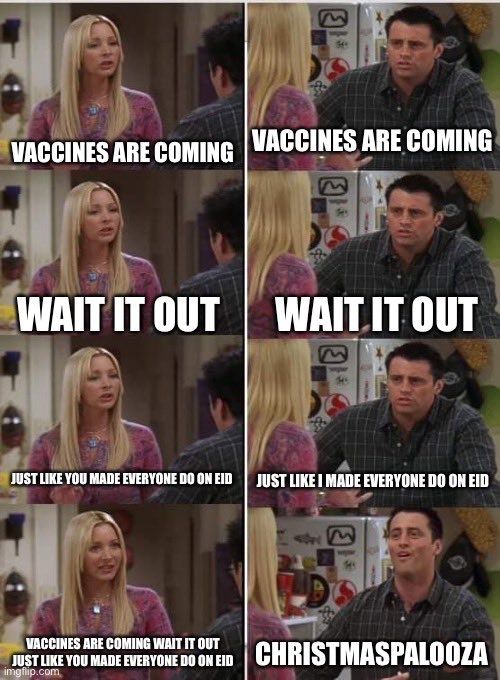 VACCINES ARE COMING
VACCINES ARE COMING
WAIT IT OUT
WAIT IT OUT
JUST LIKE YOU MADE EVERYONE DO ON EID
JUST LIKE I MADE EVERYONE DO ON EID
VACCINES ARE COMING WAIT IT OUT
JUST LIKE YOU MADE EVERYONE DO ON EID
CHRISTMASPALOOZA
imgflip.com